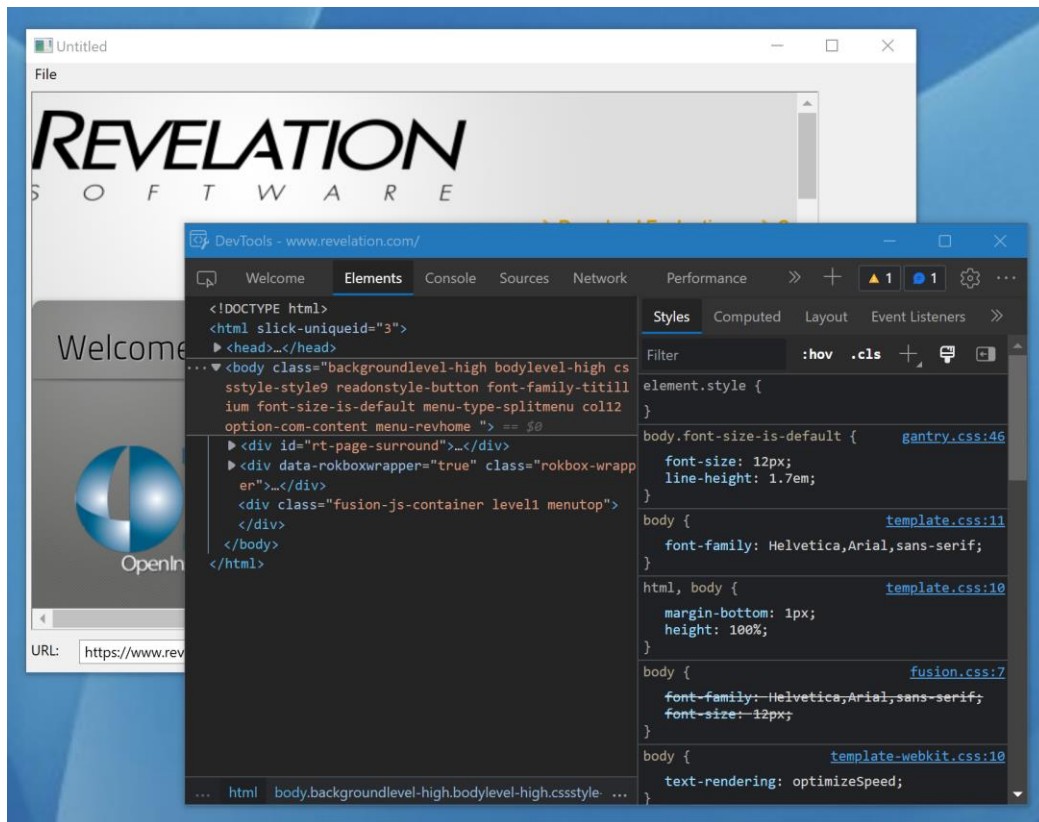 Untitled
File
REVELATION
SOFTWARE
Welcome
OpenIn
URL: https://www.rev
DevTools - www.revelation.com/
Welcome Elements Console Sources Network Performance 1 1
<!DOCTYPE html>
<html slick-uniqueid="3">
<head>…</head>
<body class="backgroundlevel-high bodylevel-high cs
sstyle-style9 readonstyle-button font-family-titill
ium font-size-is-default menu-type-splitmenu col12
option-com-content menu-revhome "> == $0
<div id="rt-page-surround">…</div>
<div data-rokboxwrapper="true" class="rokbox-wrapp
er">…</div>
<div class="fusion-js-container level1 menutop">
</div>
</body>
</html>
... html body.backgroundlevel-high.bodylevel-high.cssstyle- ...
Styles Computed Layout Event Listeners
Filter :hov .cls
element.style {
}
body.font-size-is-default { gantry.css:46
font-size: 12px;
line-height: 1.7em;
}
body { template.css:11
font-family: Helvetica,Arial,sans-serif;
}
html, body { template.css:10
margin-bottom: 1px;
height: 100%;
}
body { fusion.css:7
font-family: Helvetica,Arial,sans-serif;
font-size: 12px;
}
body { template-webkit.css:10
text-rendering: optimizeSpeed;
}